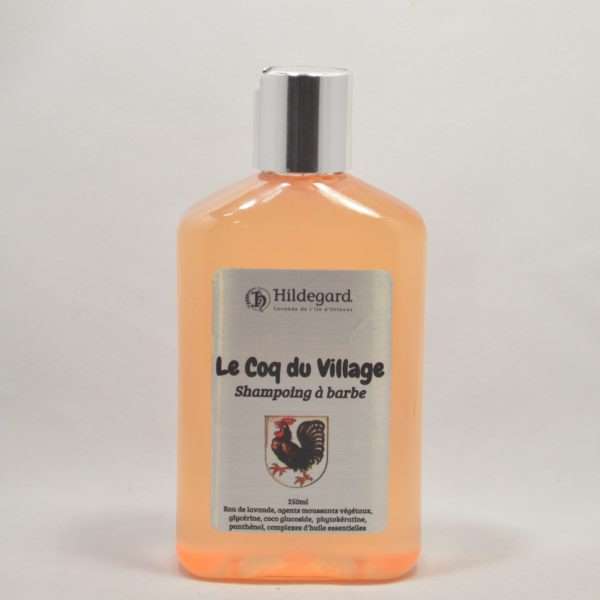 Hildegard.
Lavande de l'île d'Orléans
Le Coq du Village
Shampoing à barbe
250ml
Eau de lavande, agents moussants végétaux,
glycérine, coco glucoside, phytokératine,
panthénol, complexes d'huile essentielles